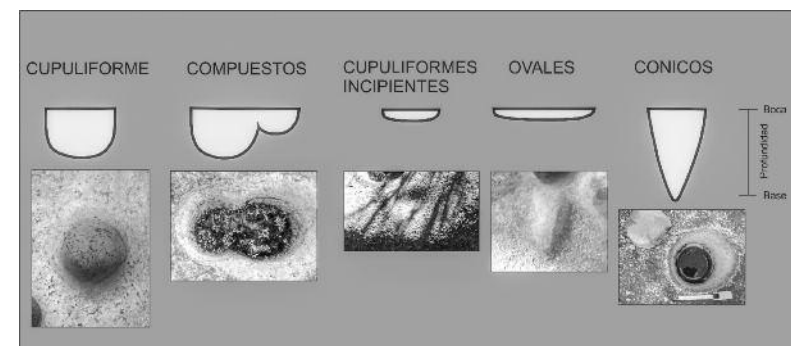 CUPULIFORME
COMPUESTOS
CUPULIFORMES
INCIPIENTES
OVALES
CONICOS
Boca
Profundidad
Base